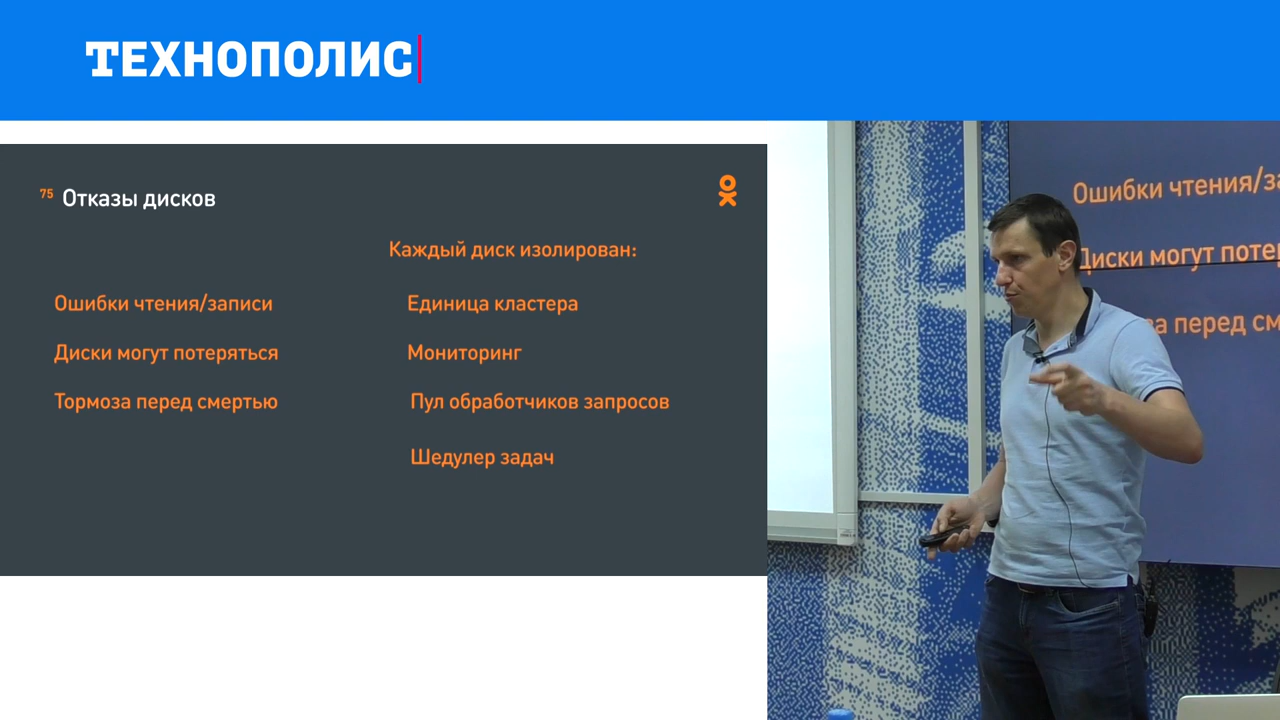 ТЕХНОПОЛИС
75 Отказы дисков
Каждый диск изолирован:
Ошибки чтения/записи
Единица кластера
Диски могут потеряться
Мониторинг
Тормоза перед смертью
Пул обработчиков запросов
Шедулер задач
Ошибки чтения/за
Диски могут потер
за перед см